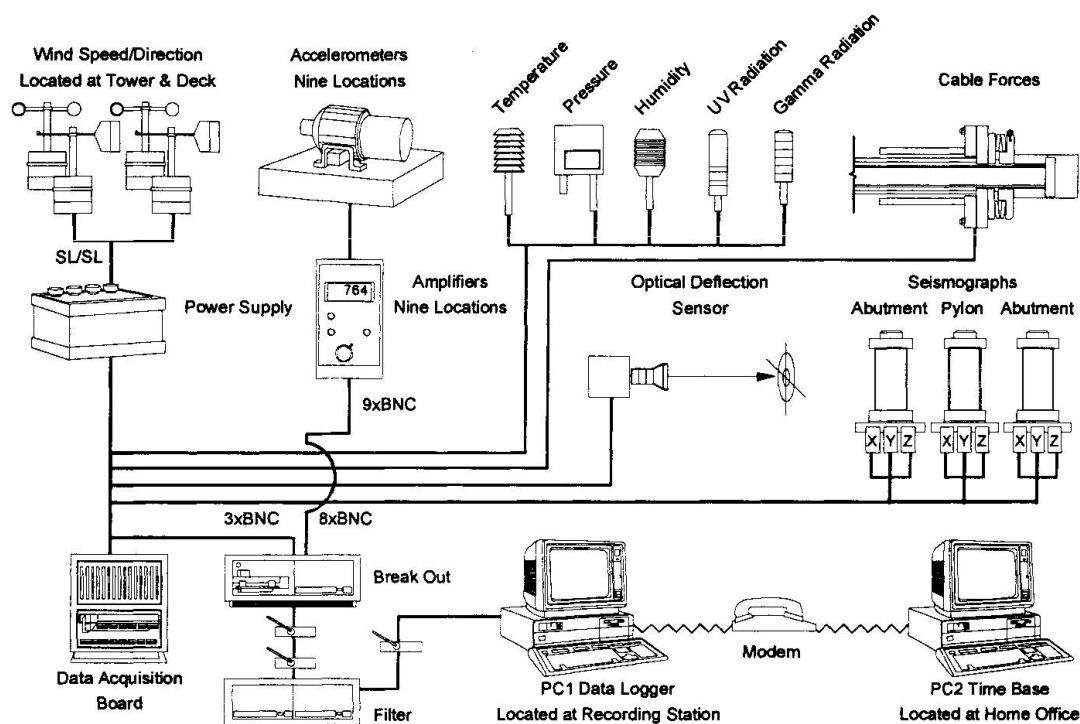 Wind Speed/Direction
Located at Tower & Deck
Accelerometers
Nine Locations
Temperature
Pressure
Humidity
UV Radiation
Gamma Radiation
Cable Forces
SL/SL
Power Supply
764
Amplifiers
Nine Locations
Optical Deflection
Sensor
Seismographs
Abutment Pylon Abutment
9xBNC
X Y Z X Y Z X Y Z
3xBNC
8xBNC
Break Out
Data Acquisition
Board
Filter
PC1 Data Logger
Located at Recording Station
Modem
PC2 Time Base
Located at Home Office